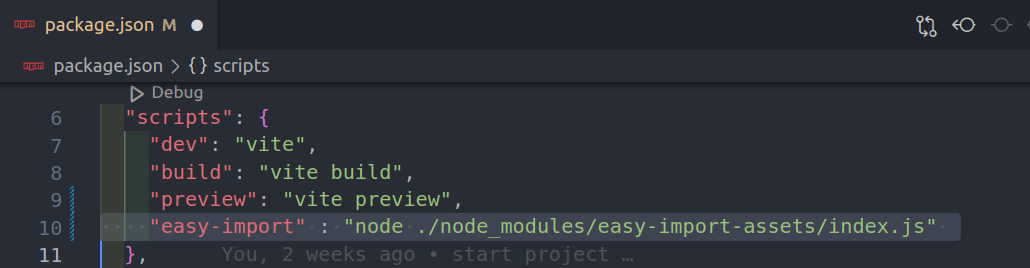 package.json M
package.json > {} scripts
Debug
6 "scripts": {
7 "dev": "vite",
8 "build": "vite build",
9 "preview": "vite preview",
10 "easy-import" : "node ./node_modules/easy-import-assets/index.js"
11 }, You, 2 weeks ago • start project …